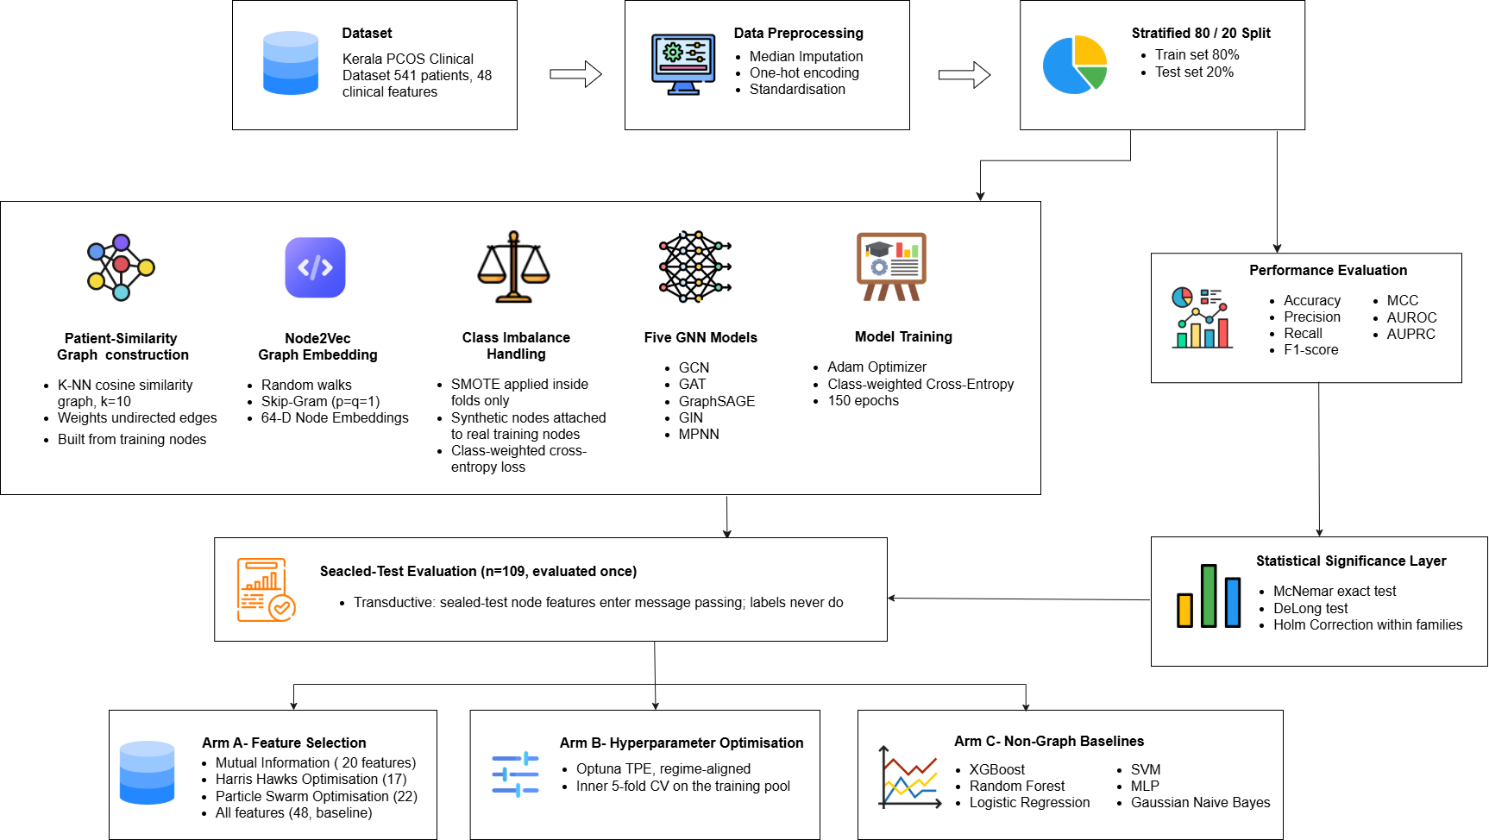 Dataset
Kerala PCOS Clinical
Dataset 541 patients, 48
clinical features
Data Preprocessing
Median Imputation
One-hot encoding
Standardisation
Stratified 80 / 20 Split
Train set 80%
Test set 20%
Patient-Similarity
Graph construction
K-NN cosine similarity
graph, k=10
Weights undirected edges
Built from training nodes
</>
Node2Vec
Graph Embedding
Random walks
Skip-Gram (p=q=1)
64-D Node Embeddings
Class Imbalance
Handling
SMOTE applied inside
folds only
Synthetic nodes attached
to real training nodes
Class-weighted cross-
entropy loss
Five GNN Models
GCN
GAT
GraphSAGE
GIN
MPNN
Model Training
Adam Optimizer
Class-weighted Cross-Entropy
150 epochs
Performance Evaluation
Accuracy
Precision
Recall
F1-score
MCC
AUROC
AUPRC
Seacled-Test Evaluation (n=109, evaluated once)
Transductive: sealed-test node features enter message passing; labels never do
Statistical Significance Layer
McNemar exact test
DeLong test
Holm Correction within families
Arm A- Feature Selection
Mutual Information ( 20 features)
Harris Hawks Optimisation (17)
Particle Swarm Optimisation (22)
All features (48, baseline)
Arm B- Hyperparameter Optimisation
Optuna TPE, regime-aligned
Inner 5-fold CV on the training pool
Arm C- Non-Graph Baselines
XGBoost
Random Forest
Logistic Regression
SVM
MLP
Gaussian Naive Bayes